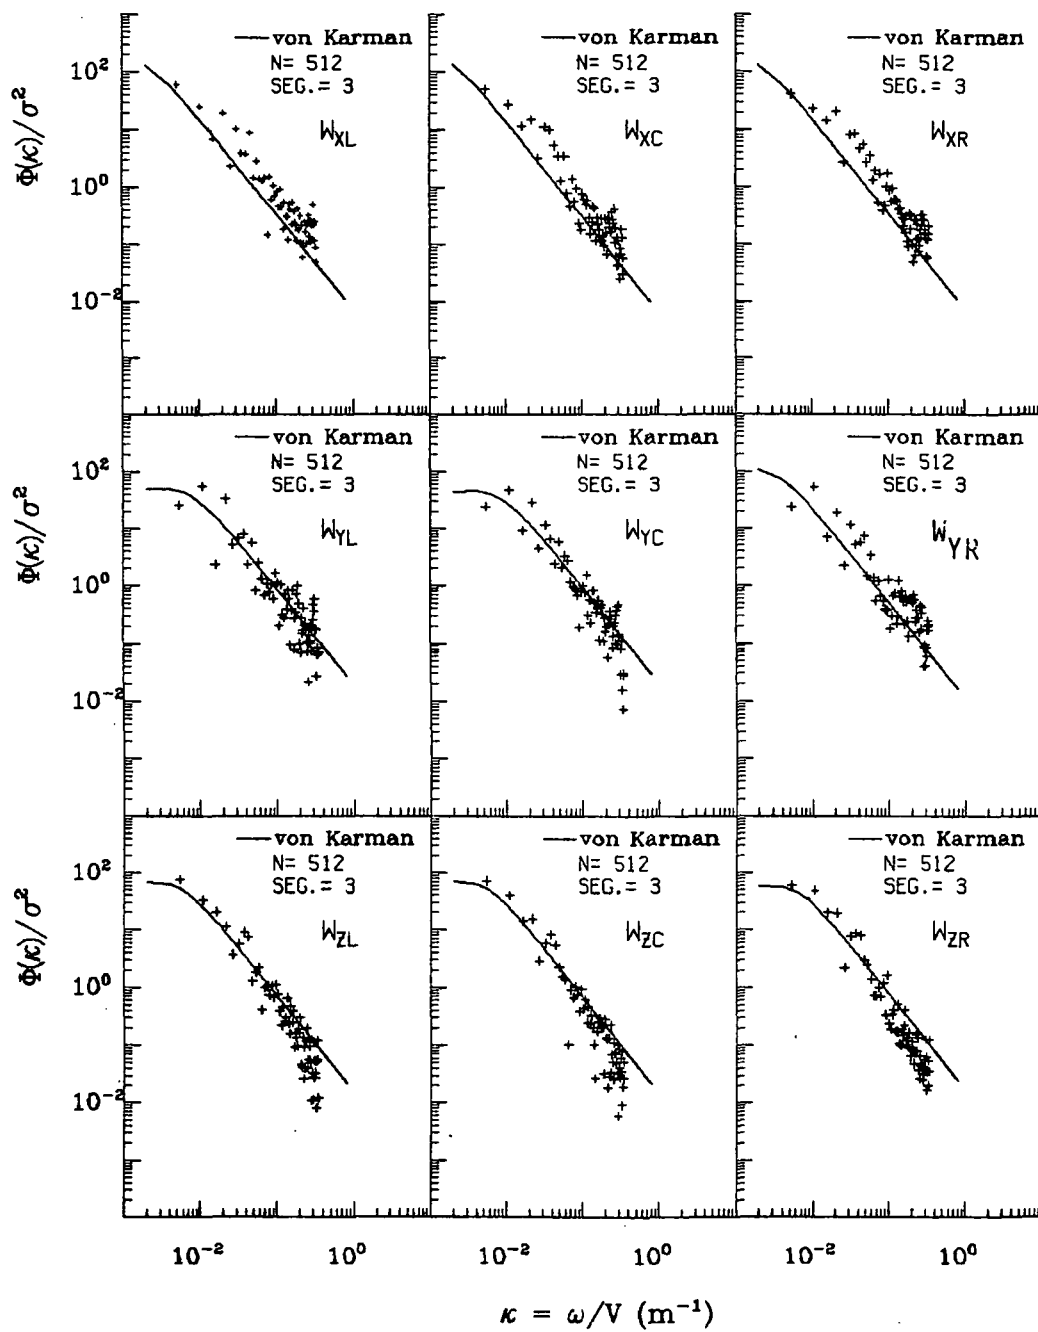 Φ(κ)/σ²
10²
10⁰
10⁻²
von Karman
N= 512
SEG.= 3
W_XL
von Karman
N= 512
SEG.= 3
W_XC
von Karman
N= 512
SEG.= 3
W_XR
Φ(κ)/σ²
10²
10⁰
10⁻²
von Karman
N= 512
SEG.= 3
W_YL
von Karman
N= 512
SEG.= 3
W_YC
von Karman
N= 512
SEG.= 3
W_YR
Φ(κ)/σ²
10²
10⁰
10⁻²
von Karman
N= 512
SEG.= 3
W_ZL
von Karman
N= 512
SEG.= 3
W_ZC
von Karman
N= 512
SEG.= 3
W_ZR
10⁻² 10⁰ 10⁻² 10⁰ 10⁻² 10⁰
κ = ω/V (m⁻¹)